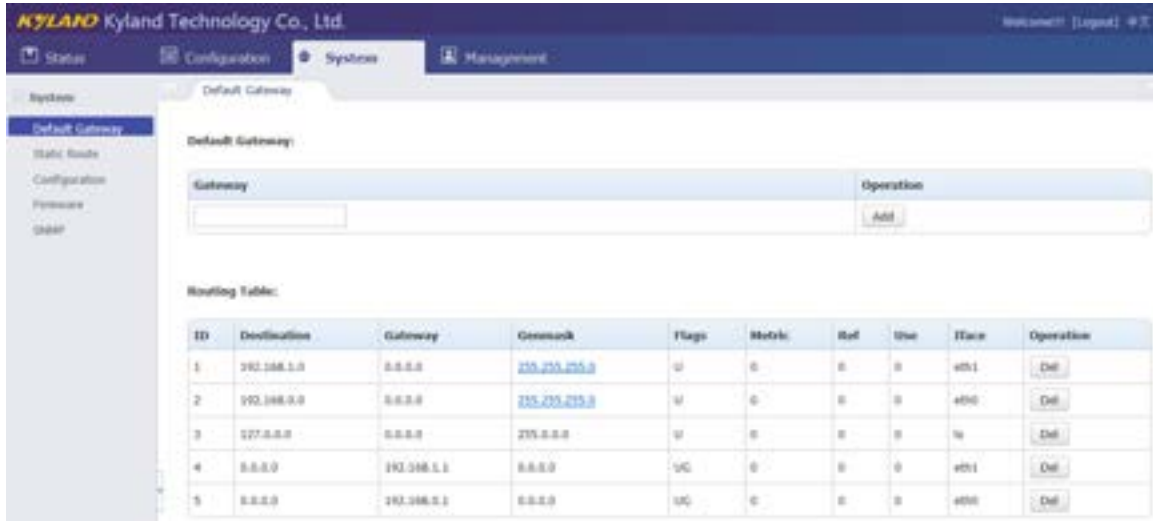 KYLAND Kyland Technology Co., Ltd.
Welcome!!! [Logout] 中文
Status Configuration System Management
System Default Gateway
Default Gateway
Static Route
Configuration
Firmware
SNMP
Default Gateway:
Gateway Operation
Add
Routing Table:
ID Destination Gateway Genmask Flags Metric Ref Use Iface Operation
1 192.168.1.0 0.0.0.0 255.255.255.0 U 0 0 0 eth1 Del
2 192.168.0.0 0.0.0.0 255.255.255.0 U 0 0 0 eth0 Del
3 127.0.0.0 0.0.0.0 255.0.0.0 U 0 0 0 lo Del
4 0.0.0.0 192.168.1.1 0.0.0.0 UG 0 0 0 eth1 Del
5 0.0.0.0 192.168.0.1 0.0.0.0 UG 0 0 0 eth0 Del